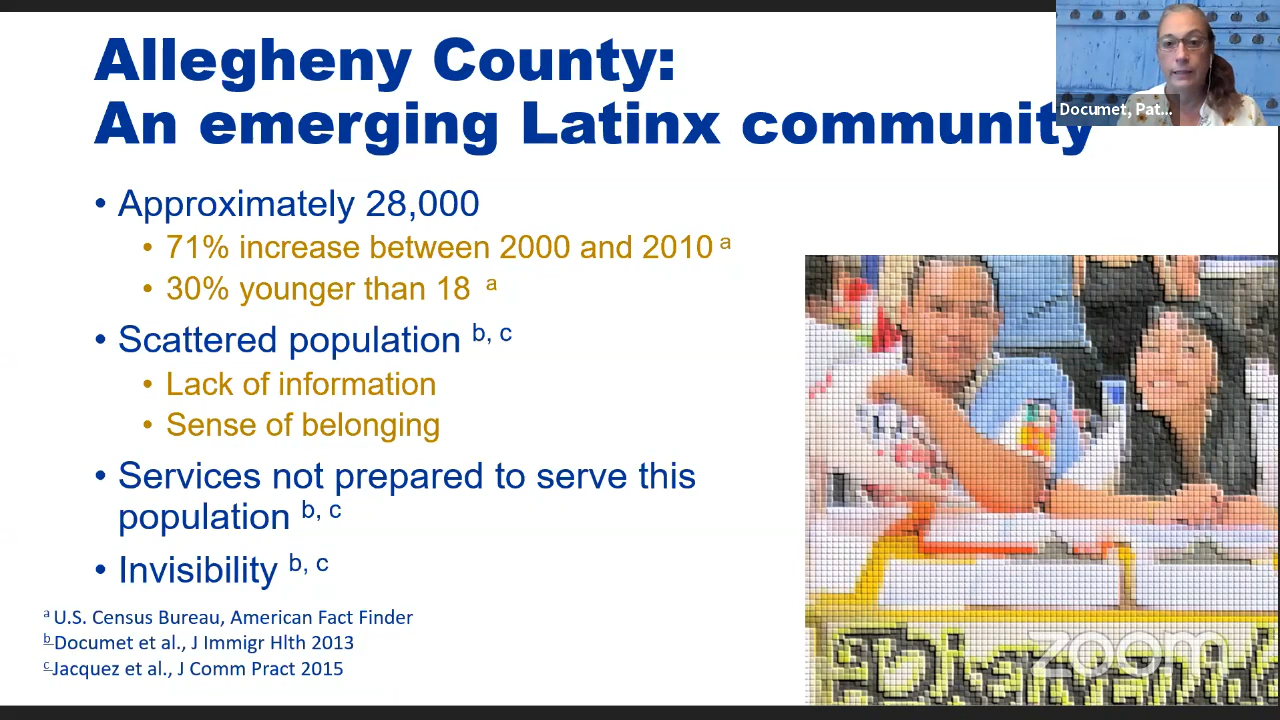 Allegheny County:
An emerging Latinx community
Documet, Pat...
• Approximately 28,000
• 71% increase between 2000 and 2010 a
• 30% younger than 18 a
• Scattered population b, c
• Lack of information
• Sense of belonging
• Services not prepared to serve this
population b, c
• Invisibility b, c
a U.S. Census Bureau, American Fact Finder
b Documet et al., J Immigr Hlth 2013
c Jacquez et al., J Comm Pract 2015
zoom